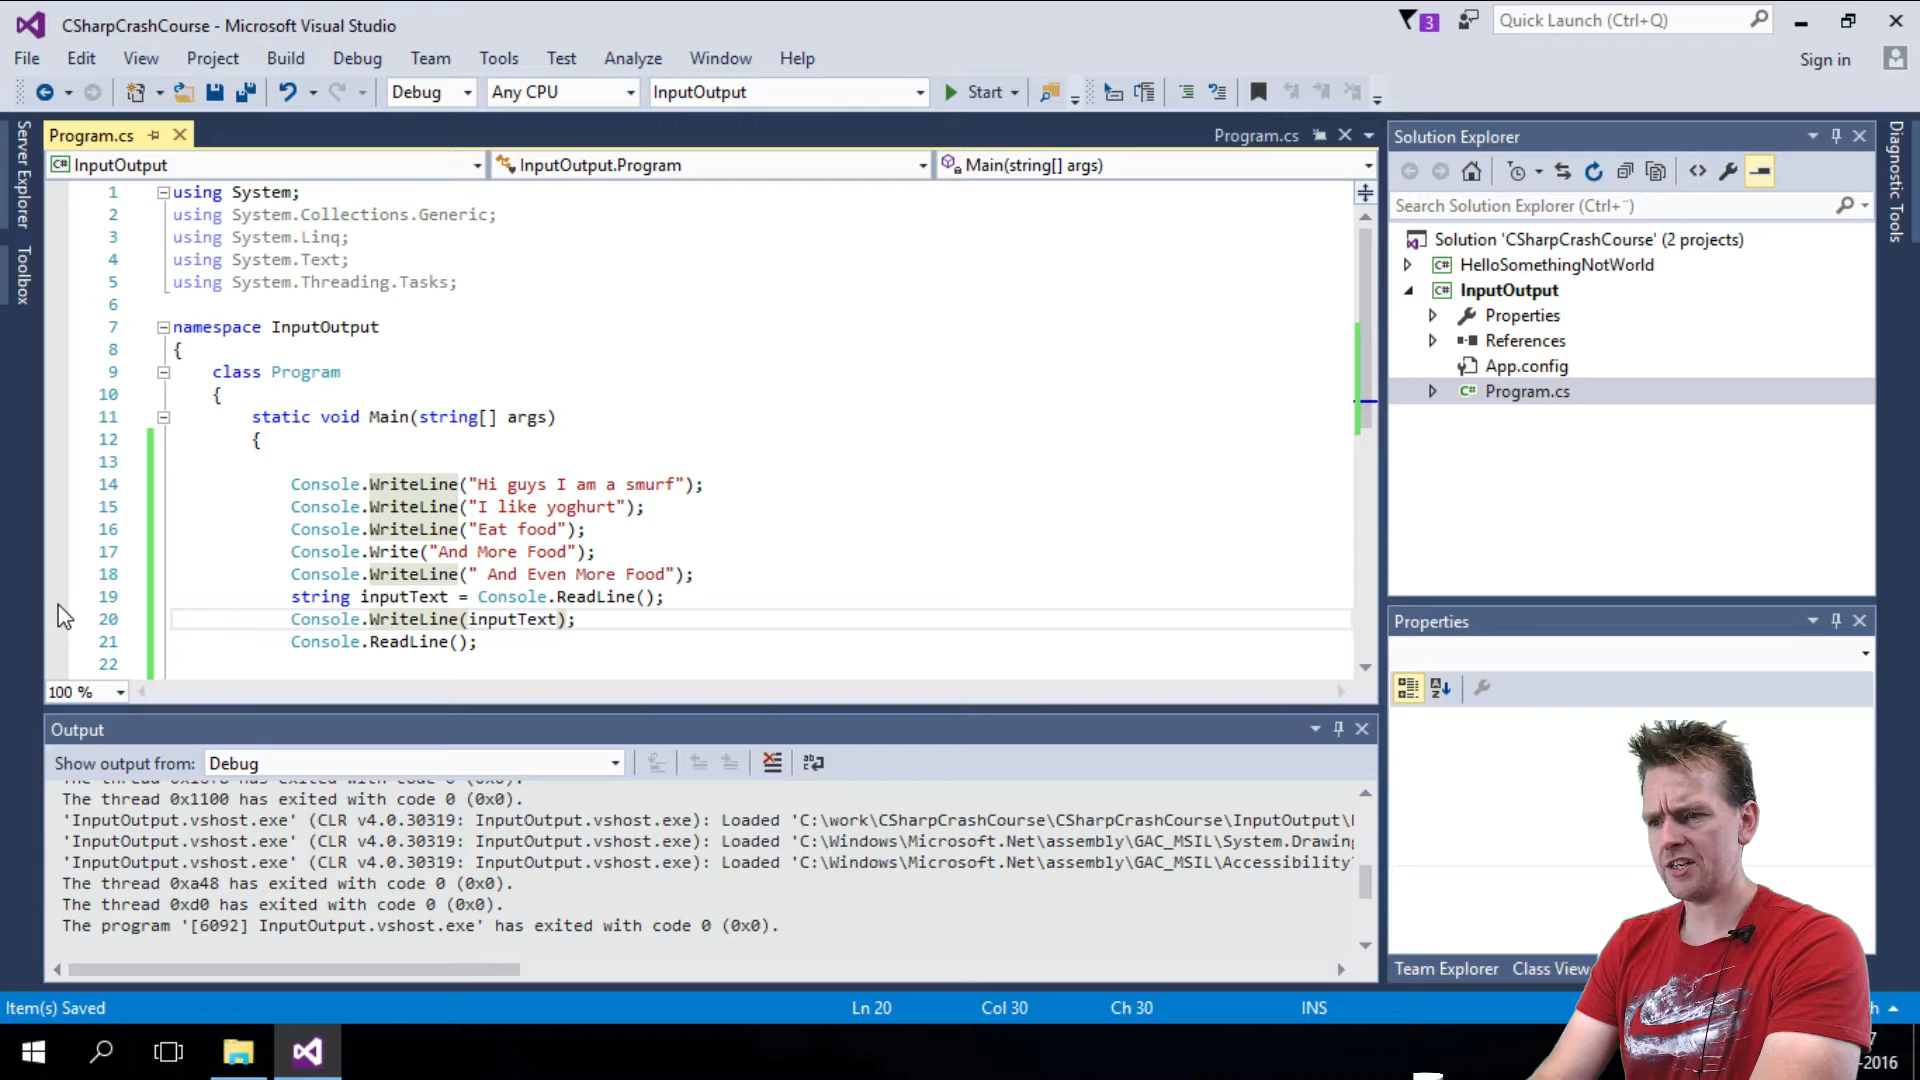 CSharpCrashCourse - Microsoft Visual Studio
3
Quick Launch (Ctrl+Q)
File Edit View Project Build Debug Team Tools Test Analyze Window Help
Sign in
Debug Any CPU InputOutput Start
Server Explorer
Toolbox
Program.cs
Program.cs
InputOutput InputOutput.Program Main(string[] args)
1 using System;
2 using System.Collections.Generic;
3 using System.Linq;
4 using System.Text;
5 using System.Threading.Tasks;
6
7 namespace InputOutput
8 {
9 class Program
10 {
11 static void Main(string[] args)
12 {
13
14 Console.WriteLine("Hi guys I am a smurf");
15 Console.WriteLine("I like yoghurt");
16 Console.WriteLine("Eat food");
17 Console.Write("And More Food");
18 Console.WriteLine(" And Even More Food");
19 string inputText = Console.ReadLine();
20 Console.WriteLine(inputText);
21 Console.ReadLine();
22
100 %
Output
Show output from: Debug
The thread 0x1100 has exited with code 0 (0x0).
'InputOutput.vshost.exe' (CLR v4.0.30319: InputOutput.vshost.exe): Loaded 'C:\work\CSharpCrashCourse\CSharpCrashCourse\InputOutput\
'InputOutput.vshost.exe' (CLR v4.0.30319: InputOutput.vshost.exe): Loaded 'C:\Windows\Microsoft.Net\assembly\GAC_MSIL\System.Drawing
'InputOutput.vshost.exe' (CLR v4.0.30319: InputOutput.vshost.exe): Loaded 'C:\Windows\Microsoft.Net\assembly\GAC_MSIL\Accessibility
The thread 0xa48 has exited with code 0 (0x0).
The thread 0xd0 has exited with code 0 (0x0).
The program '[6092] InputOutput.vshost.exe' has exited with code 0 (0x0).
Solution Explorer
Search Solution Explorer (Ctrl+¨)
Solution 'CSharpCrashCourse' (2 projects)
HelloSomethingNotWorld
InputOutput
Properties
References
App.config
Program.cs
Properties
Team Explorer Class View
Diagnostic Tools
Item(s) Saved Ln 20 Col 30 Ch 30 INS
-2016